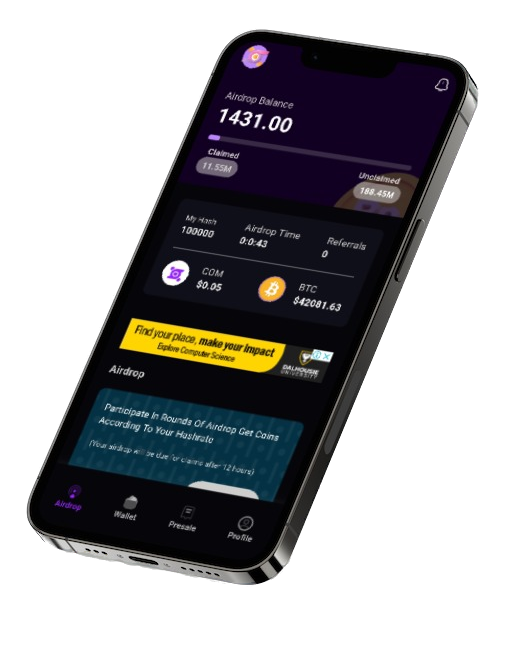 Airdrop Balance
1431.00
Claimed
11.55M
Unclaimed
188.45M
My Hash
100000
Airdrop Time
0:0:43
Referrals
0
COM
$0.05
BTC
$42081.63
Find your place, make your impact
Explore Computer Science
DALHOUSIE
UNIVERSITY
Airdrop
Participate In Rounds Of Airdrop Get Coins
According To Your Hashrate
(Your airdrop will be due for claims after 12 hours)
Airdrop
Wallet
Presale
Profile